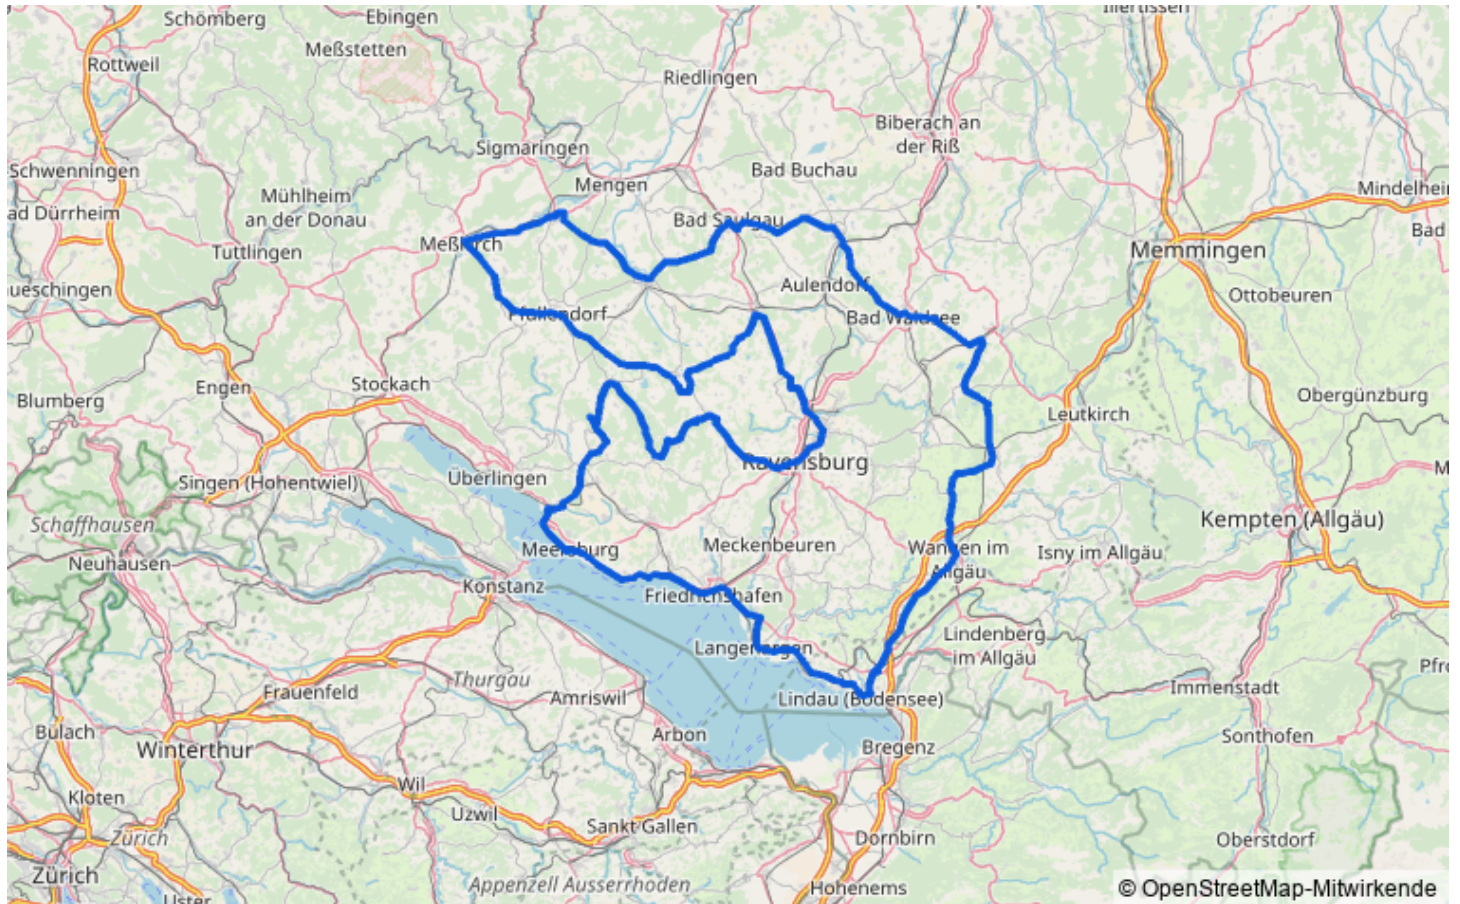 Schömberg
Ebingen
Illertissen
Meßstetten
Rottweil
Riedlingen
Biberach an
der Riß
Sigmaringen
Schwenningen
Bad Buchau
Mengen
Mühlheim
an der Donau
Mindelhei
ad Dürrheim
Bad Saulgau
Bad
Meßkirch
Tuttlingen
Memmingen
ueschingen
Aulendorf
Ottobeuren
Pfullendorf
Bad Waldsee
Engen
Stockach
Obergünzburg
Blumberg
Leutkirch
Ravensburg
M
Überlingen
Singen (Hohentwiel)
Schaffhausen
Kempten (Allgäu)
Meckenbeuren
Meersburg
Wangen im
Allgäu
Isny im Allgäu
Neuhausen
Konstanz
Friedrichshafen
Lindenberg
im Allgäu
Langenargen
Pfro
Thurgau
Immenstadt
Frauenfeld
Amriswil
Lindau (Bodensee)
Bülach
Arbon
Sonthofen
Winterthur
Bregenz
Wil
Kloten
Uzwil
Sankt Gallen
Zürich
Dornbirn
Oberstdorf
Zürich
Appenzell Ausserrhoden
Hohenems
© OpenStreetMap-Mitwirkende
Uster